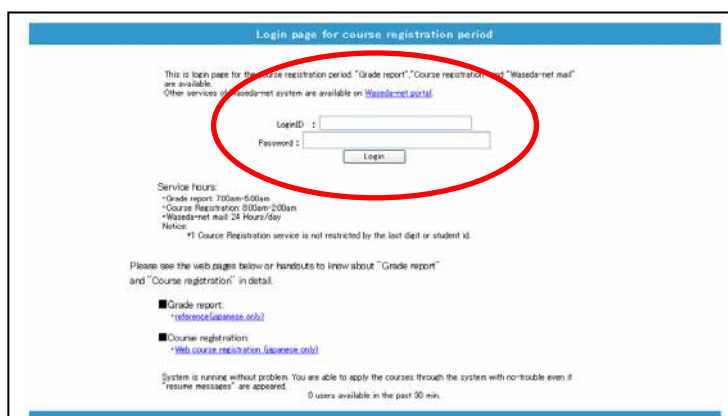 Login page for course registration period
This is login page for the course registration period. "Grade report","Course registration" and "Waseda-net mail"
are available.
Other services of Waseda-net system are available on Waseda-net portal.
LoginID :
Password :
Login
Service hours:
・Grade report: 7:00am-5:00am
・Course Registration: 8:00am-2:00am
・Waseda-net mail: 24 Hours/day
Notice:
*1 Cource Registration service is not restricted by the last digit or student id.
Please see the web pages below or handouts to know about "Grade report"
and "Course registration" in detail.
■Grade report:
・reference(japanese only)
■Course registration:
・Web course registration (japanese only)
System is running without problem. You are able to apply the courses through the system with no-trouble even if
"resume messages" are appeared.
0 users available in the past 30 min.